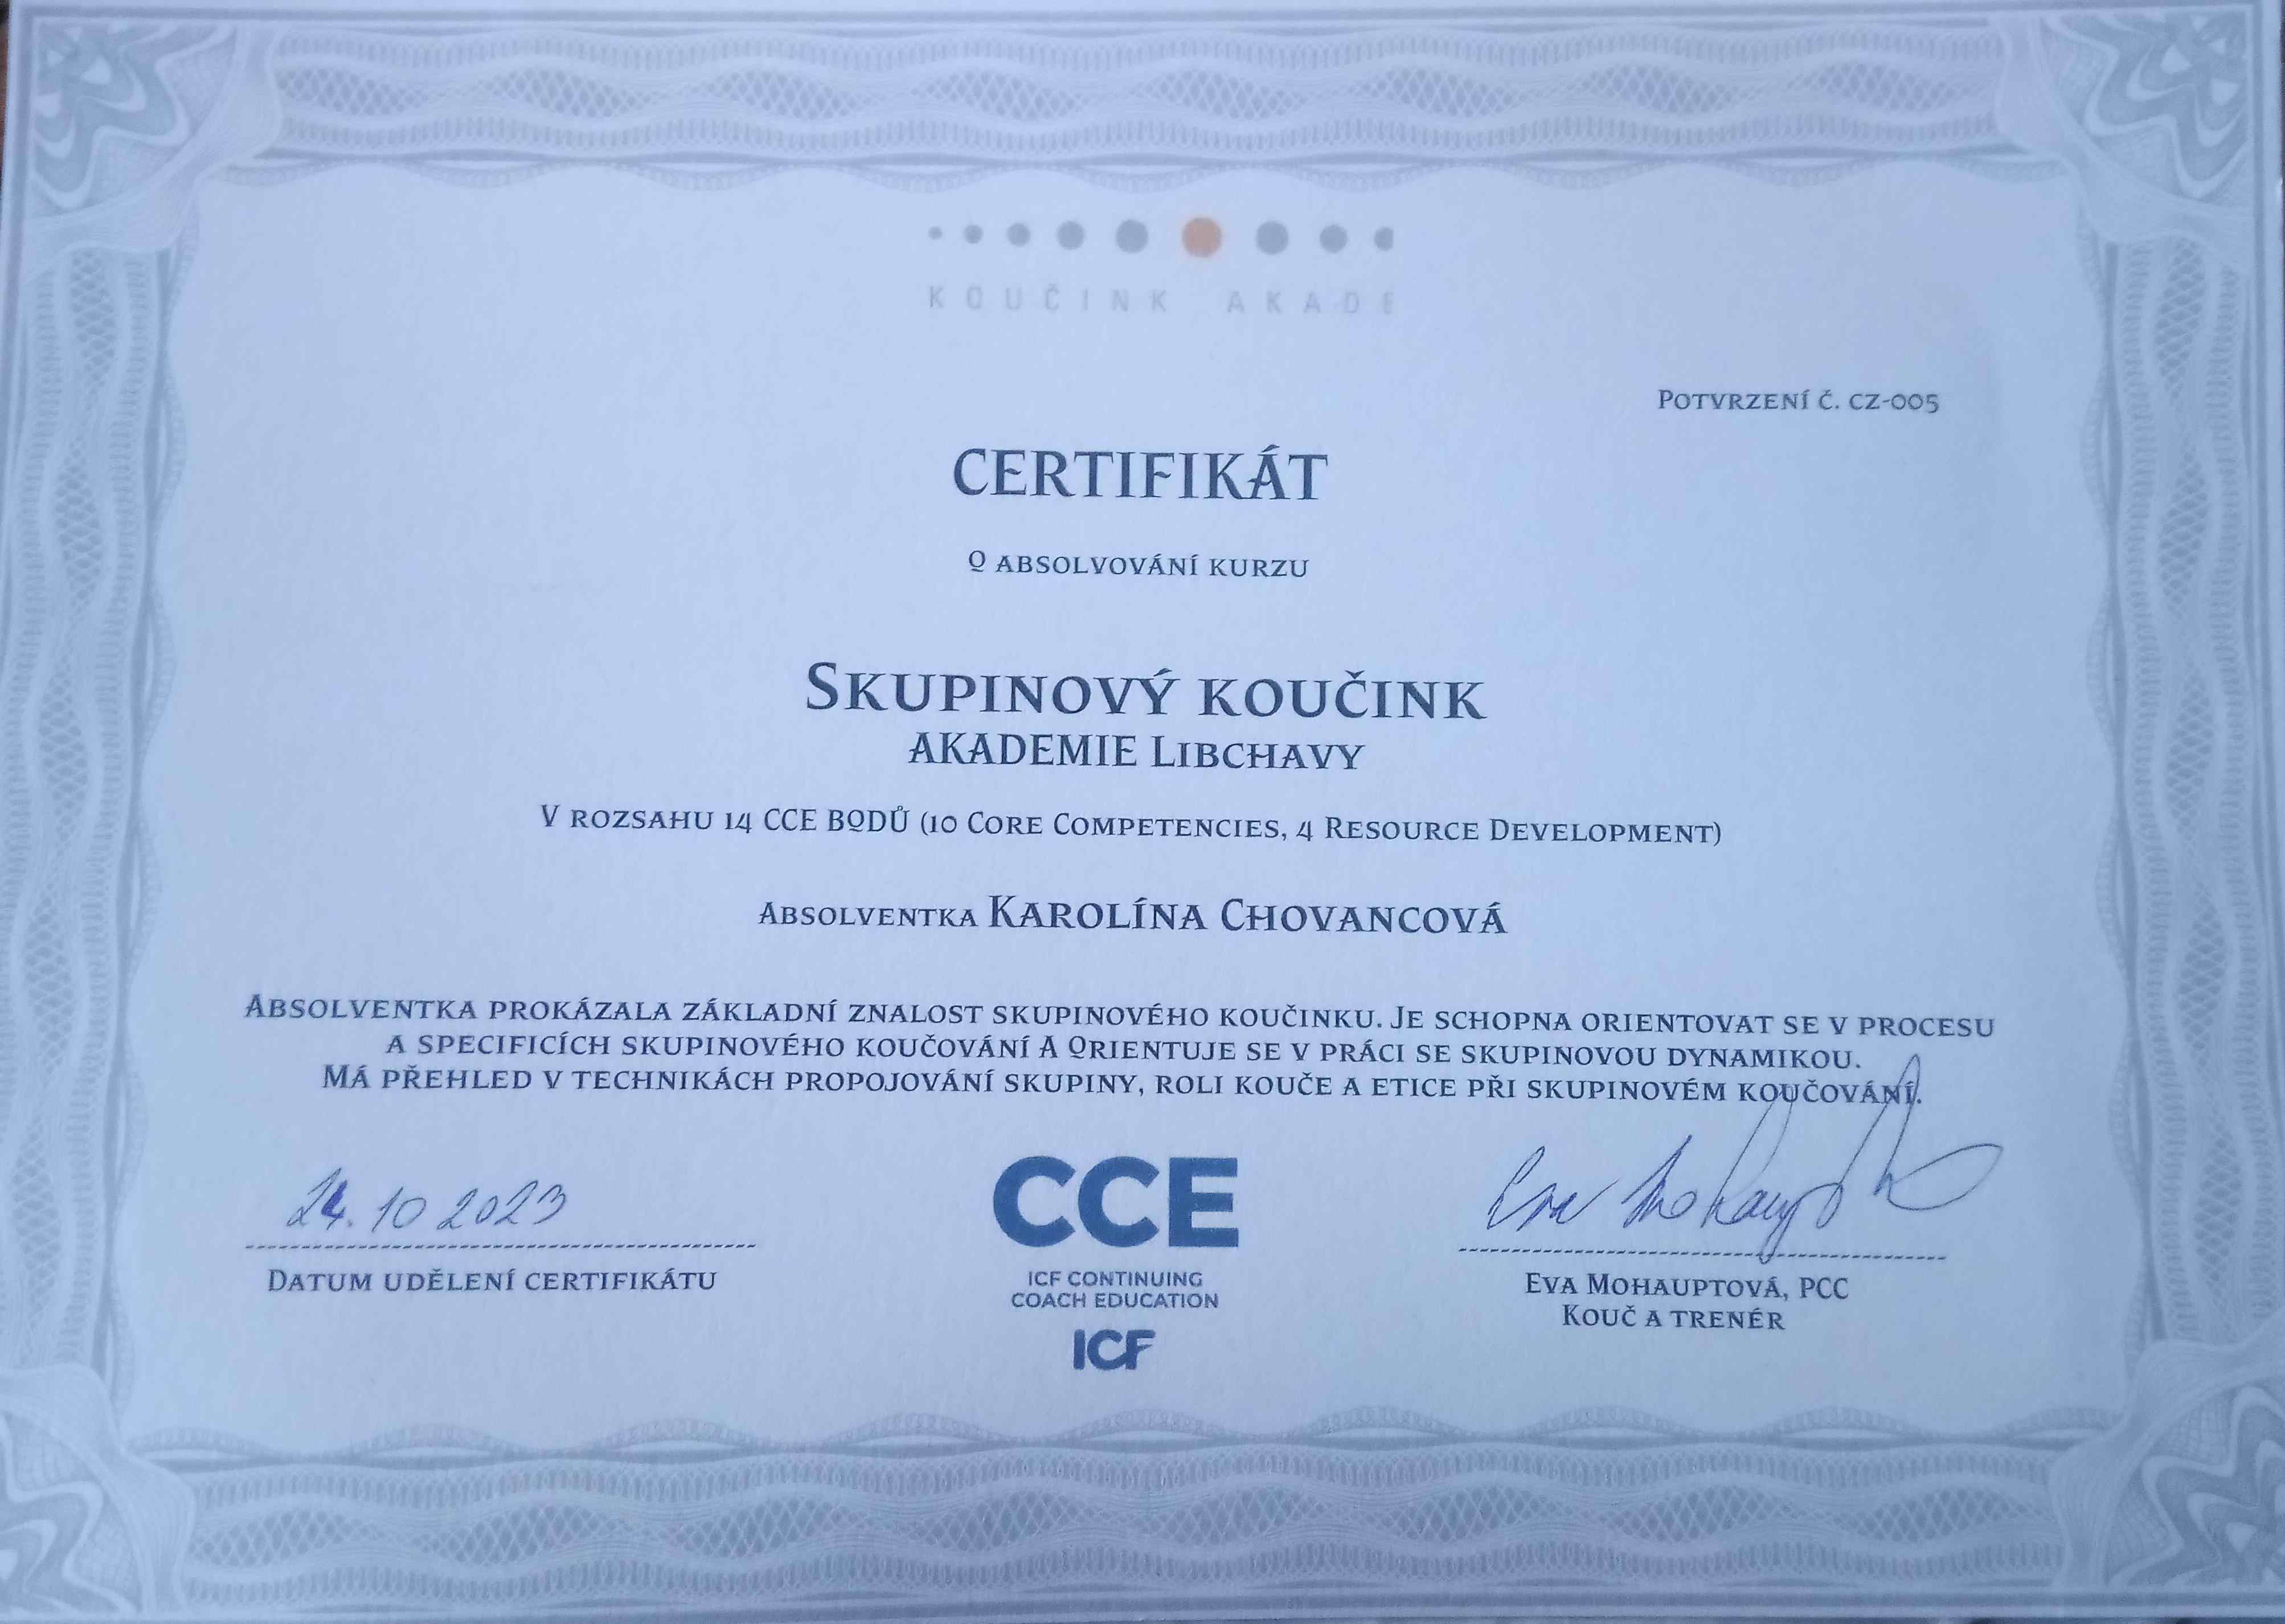 KOUČINK AKADE
Potvrzení č. CZ-005
CERTIFIKÁT
O absolvování kurzu
Skupinový koučink
AKADEMIE Libchavy
V rozsahu 14 CCE bodů (10 Core Competencies, 4 Resource Development)
Absolventka Karolína Chovancová
Absolventka prokázala základní znalost skupinového koučinku. Je schopna orientovat se v procesu
a specificích skupinového koučování a orientuje se v práci se skupinovou dynamikou.
Má přehled v technikách propojování skupiny, roli kouče a etice při skupinovém koučování.
24. 10 2023
Eva Mohauptová
Datum udělení certifikátu
CCE
ICF CONTINUING
COACH EDUCATION
ICF
Eva Mohauptová, PCC
Kouč a trenér